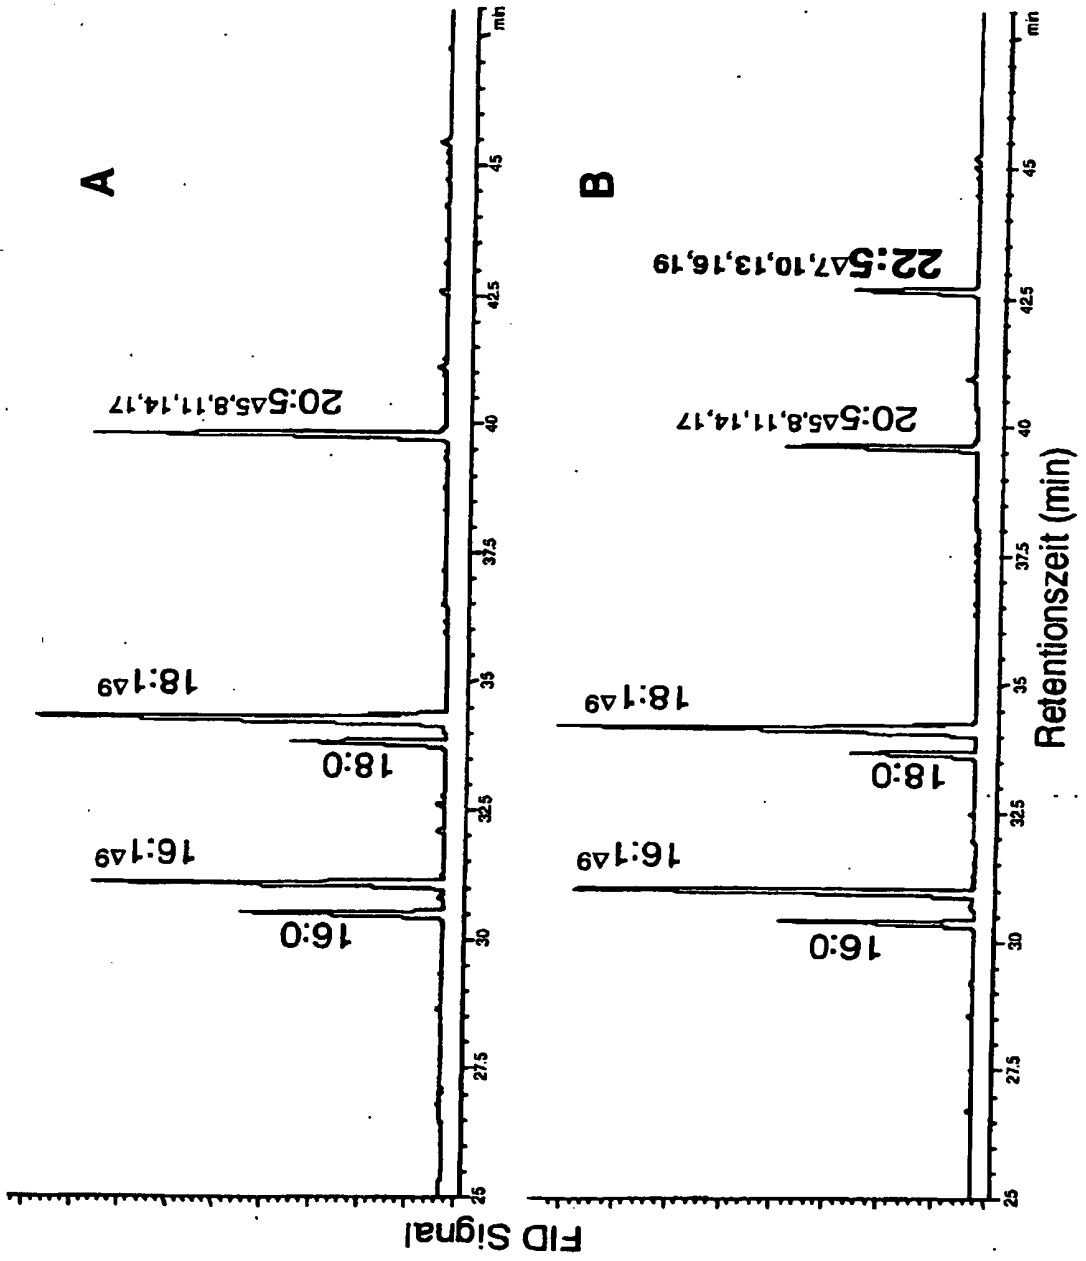 FID Signal
A
16:0
16:1Δ9
18:0
18:1Δ9
20:5Δ5,8,11,14,17
25
27.5
30
32.5
35
37.5
40
42.5
45
min
B
16:0
16:1Δ9
18:0
18:1Δ9
20:5Δ5,8,11,14,17
22:5Δ7,10,13,16,19
25
27.5
30
32.5
35
37.5
40
42.5
45
min
Retentionszeit (min)